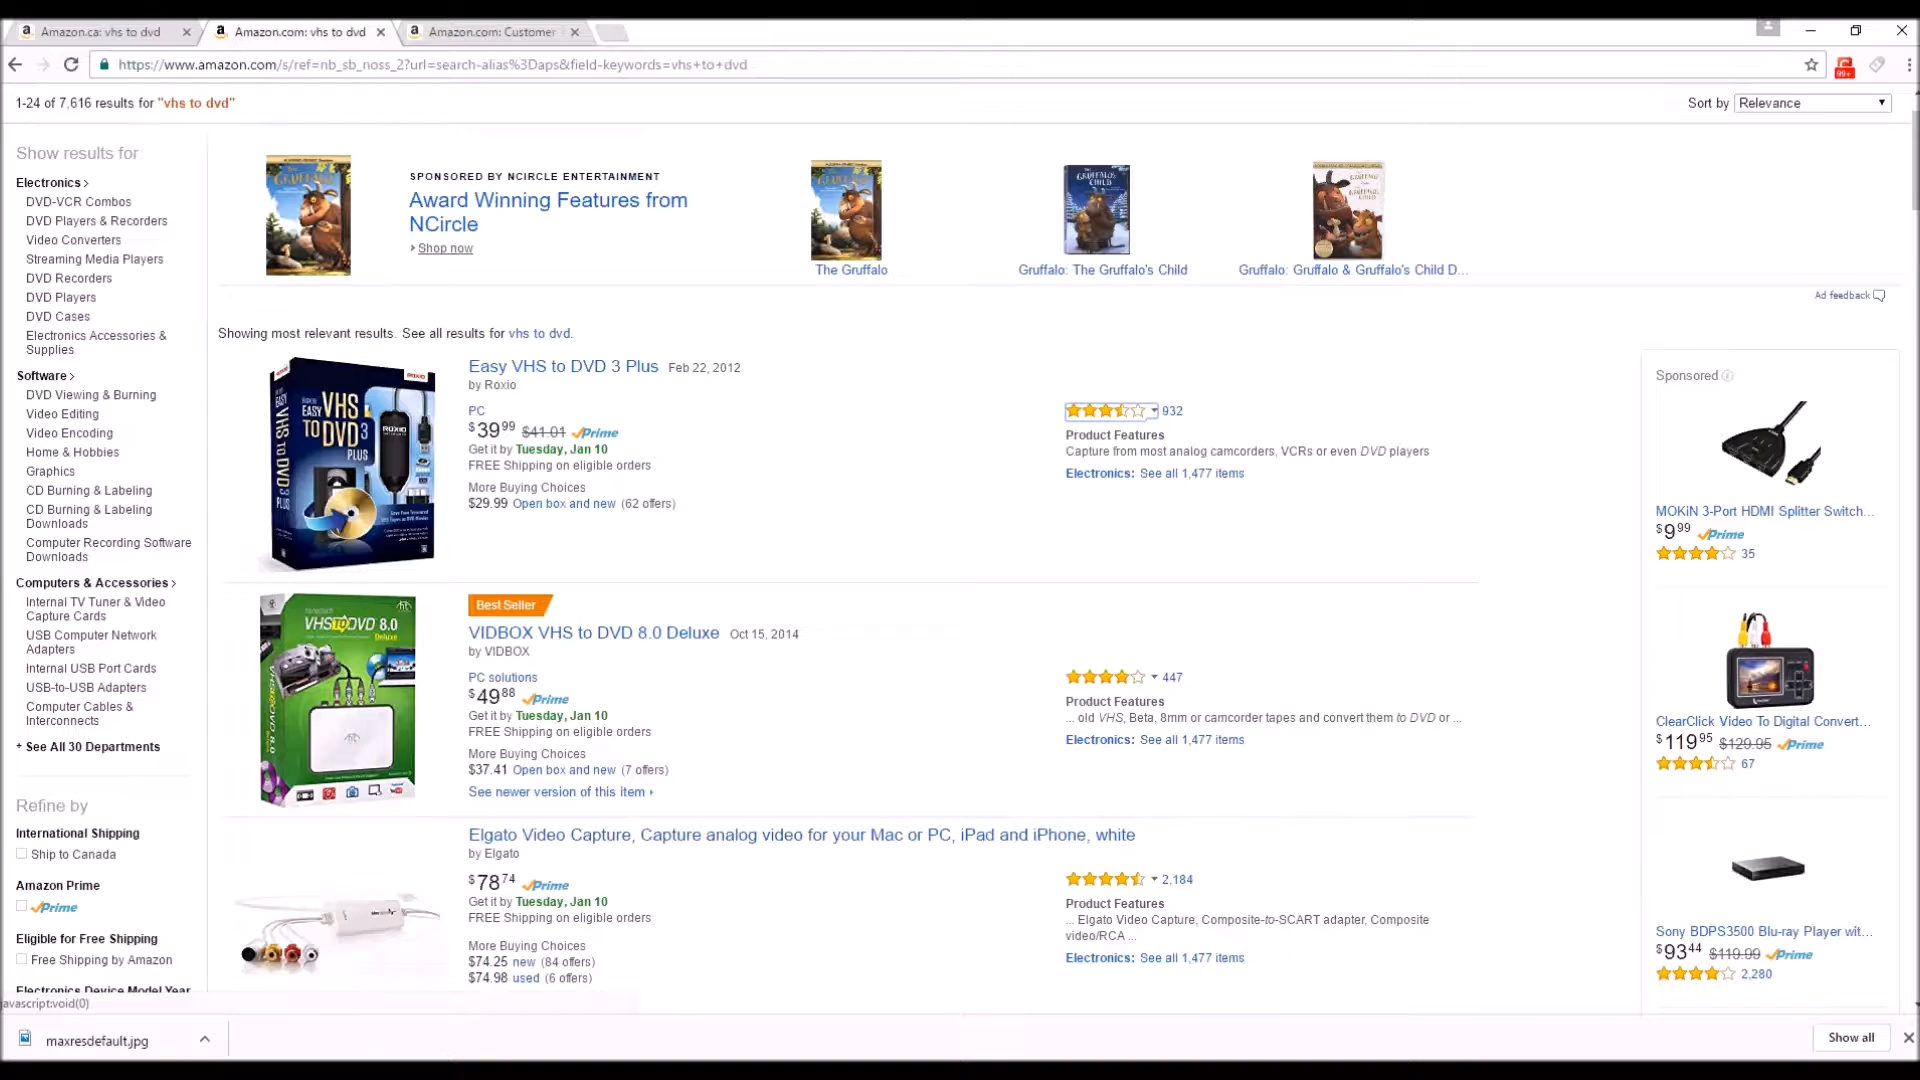 Amazon.ca: vhs to dvd
Amazon.com: vhs to dvd
Amazon.com: Customer
https://www.amazon.com/s/ref=nb_sb_noss_2?url=search-alias%3Daps&field-keywords=vhs+to+dvd
99+
1-24 of 7,616 results for "vhs to dvd"
Sort by Relevance
Show results for
Electronics
DVD-VCR Combos
DVD Players & Recorders
Video Converters
Streaming Media Players
DVD Recorders
DVD Players
DVD Cases
Electronics Accessories &
Supplies
Software
DVD Viewing & Burning
Video Editing
Video Encoding
Home & Hobbies
Graphics
CD Burning & Labeling
CD Burning & Labeling
Downloads
Computer Recording Software
Downloads
Computers & Accessories
Internal TV Tuner & Video
Capture Cards
USB Computer Network
Adapters
Internal USB Port Cards
USB-to-USB Adapters
Computer Cables &
Interconnects
+ See All 30 Departments
Refine by
International Shipping
Ship to Canada
Amazon Prime
Prime
Eligible for Free Shipping
Free Shipping by Amazon
Electronics Device Model Year
javascript:void(0)
SPONSORED BY NCIRCLE ENTERTAINMENT
Award Winning Features from
NCircle
Shop now
The Gruffalo
Gruffalo: The Gruffalo's Child
Gruffalo: Gruffalo & Gruffalo's Child D...
Ad feedback
Showing most relevant results. See all results for vhs to dvd.
ROXIO
EASY VHS
TO DVD 3
PLUS
Easy VHS to DVD 3 Plus Feb 22, 2012
by Roxio
PC
$39.99 $41.01 Prime
Get it by Tuesday, Jan 10
FREE Shipping on eligible orders
More Buying Choices
$29.99 Open box and new (62 offers)
932
Product Features
Capture from most analog camcorders, VCRs or even DVD players
Electronics: See all 1,477 items
VHS TO DVD 8.0
Deluxe
Best Seller
VIDBOX VHS to DVD 8.0 Deluxe Oct 15, 2014
by VIDBOX
PC solutions
$49.88 Prime
Get it by Tuesday, Jan 10
FREE Shipping on eligible orders
More Buying Choices
$37.41 Open box and new (7 offers)
See newer version of this item
447
Product Features
... old VHS, Beta, 8mm or camcorder tapes and convert them to DVD or ...
Electronics: See all 1,477 items
Elgato Video Capture, Capture analog video for your Mac or PC, iPad and iPhone, white
by Elgato
$78.74 Prime
Get it by Tuesday, Jan 10
FREE Shipping on eligible orders
More Buying Choices
$74.25 new (84 offers)
$74.98 used (6 offers)
2,184
Product Features
... Elgato Video Capture, Composite-to-SCART adapter, Composite
video/RCA ...
Electronics: See all 1,477 items
Sponsored
MOKiN 3-Port HDMI Splitter Switch...
$9.99 Prime
35
ClearClick Video To Digital Convert...
$119.95 $129.95 Prime
67
Sony BDPS3500 Blu-ray Player wit...
$93.44 $119.99 Prime
2,280
maxresdefault.jpg
Show all